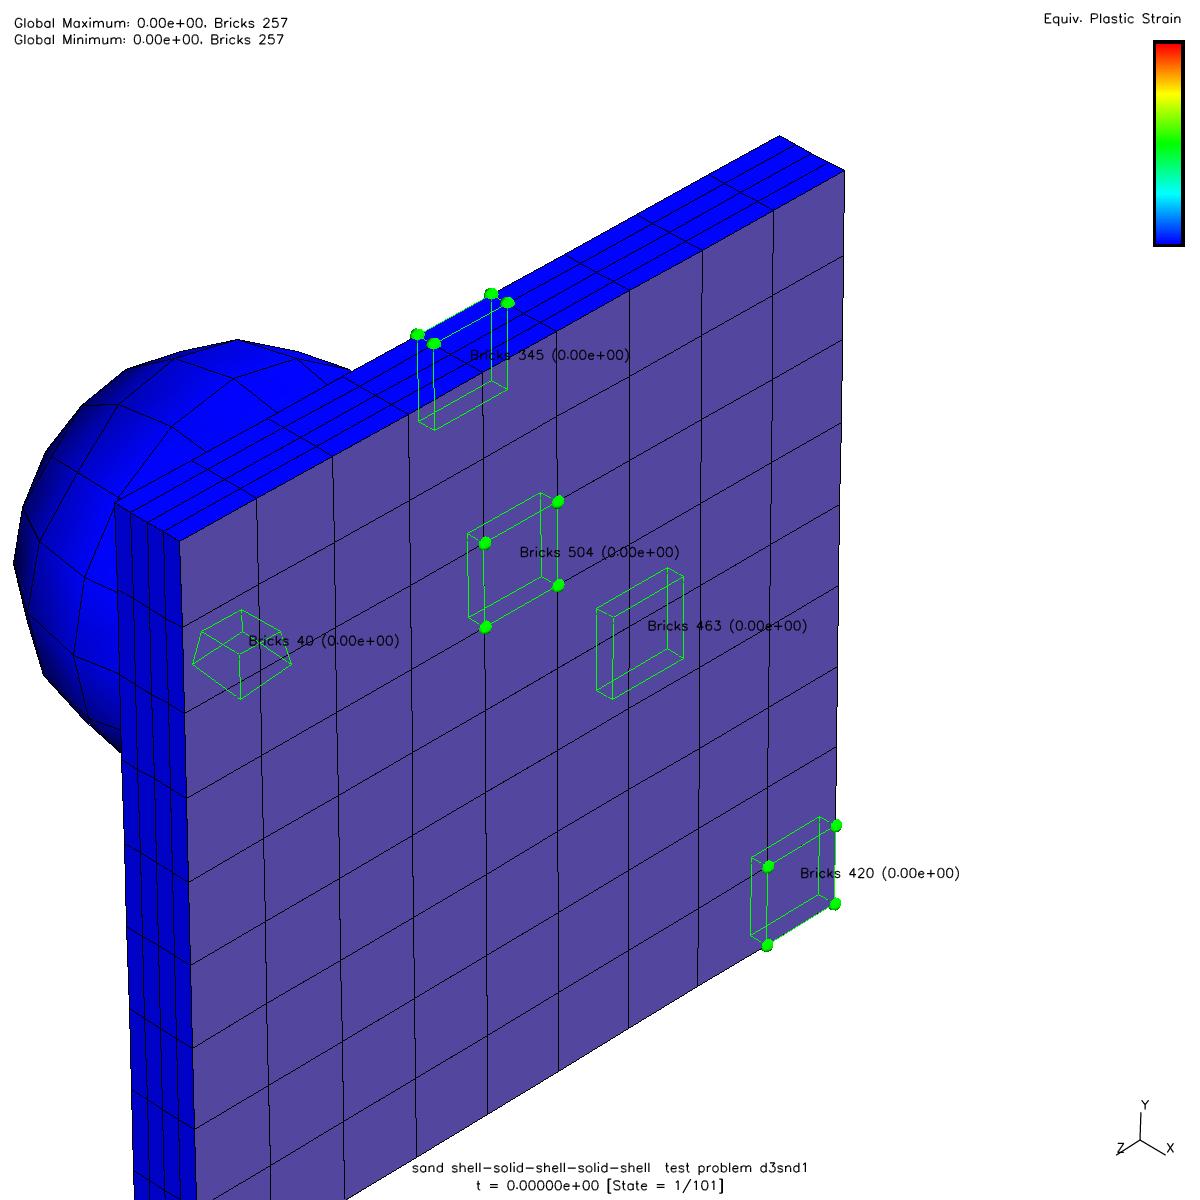 Global Maximum: 0.00e+00, Bricks 257
Global Minimum: 0.00e+00, Bricks 257
Equiv. Plastic Strain
Bricks 345 (0.00e+00)
Bricks 504 (0.00e+00)
Bricks 463 (0.00e+00)
Bricks 40 (0.00e+00)
Bricks 420 (0.00e+00)
Y
Z X
sand shell-solid-shell-solid-shell test problem d3snd1
t = 0.00000e+00 [State = 1/101]